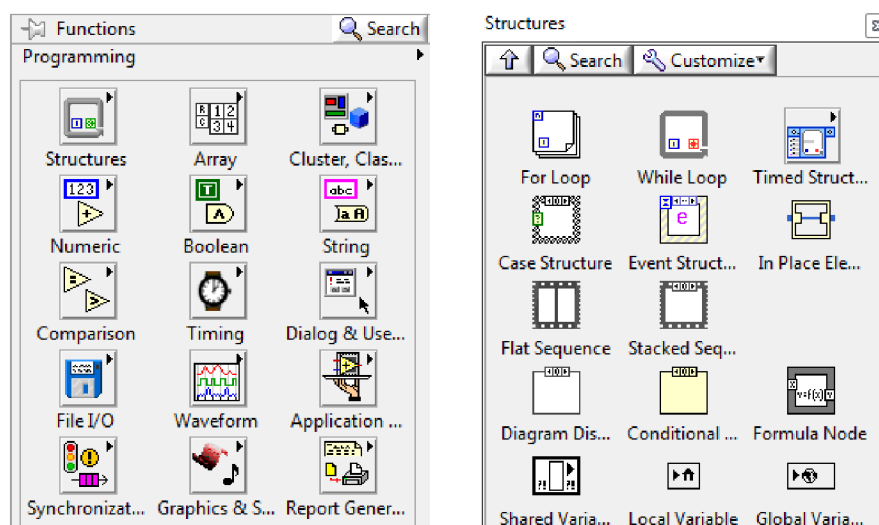 Functions
Search
Programming
Structures
Array
Cluster, Clas...
Numeric
Boolean
String
Comparison
Timing
Dialog & Use...
File I/O
Waveform
Application ...
Synchronizat...
Graphics & S...
Report Gener...
Structures
Search
Customize
For Loop
While Loop
Timed Struct...
Case Structure
Event Struct...
In Place Ele...
Flat Sequence
Stacked Seq...
Diagram Dis...
Conditional ...
Formula Node
Shared Varia...
Local Variable
Global Varia...